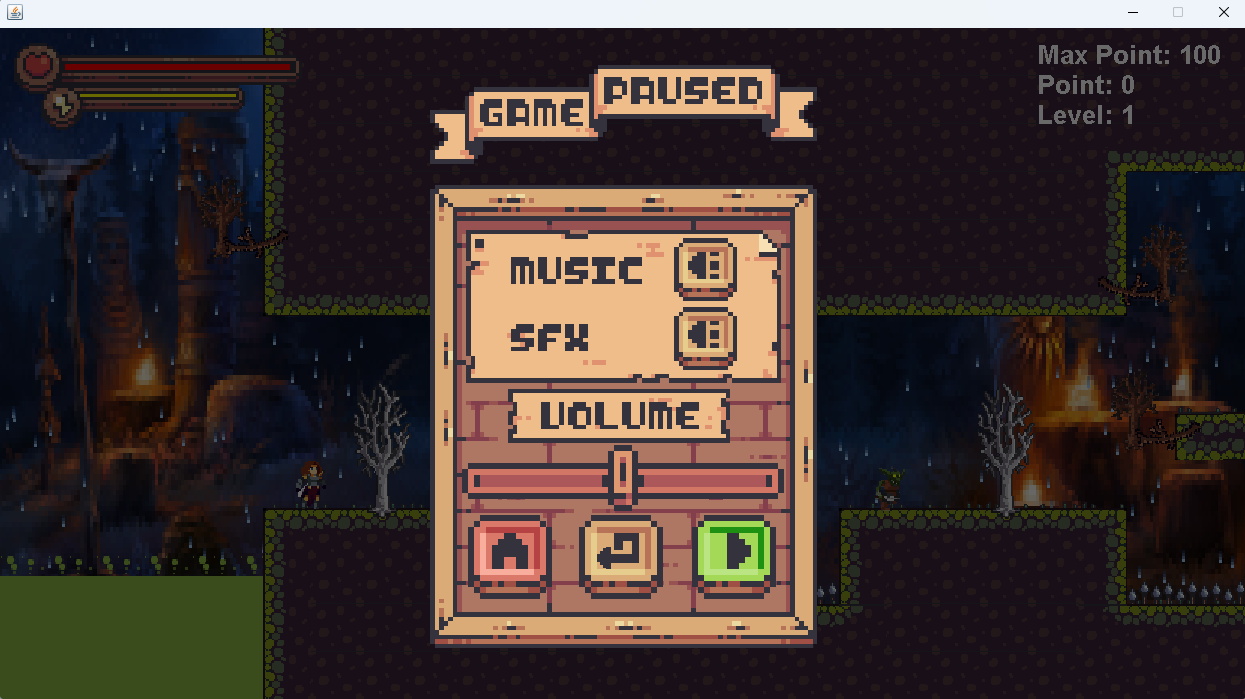 GAME PAUSED
Max Point: 100
Point: 0
Level: 1
MUSIC
SFX
VOLUME